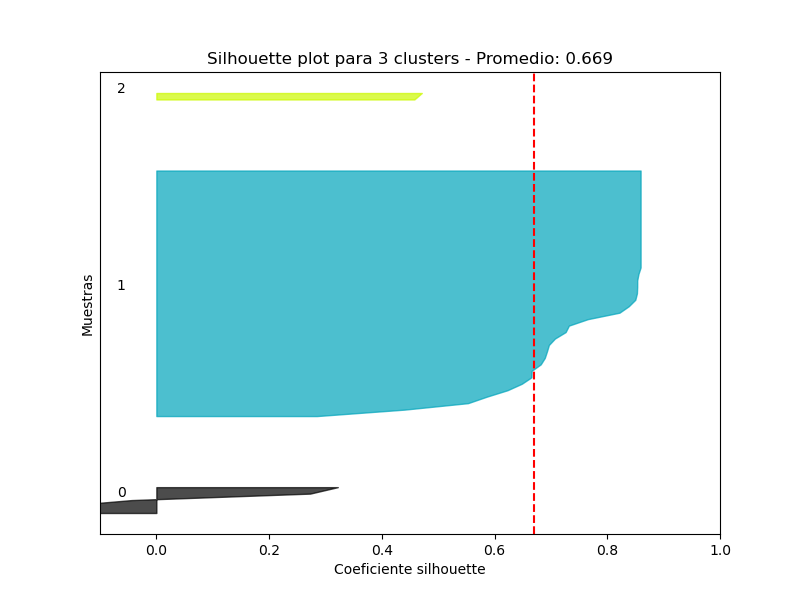 Silhouette plot para 3 clusters - Promedio: 0.669
2
1
0
Muestras
0.0 0.2 0.4 0.6 0.8 1.0
Coeficiente silhouette